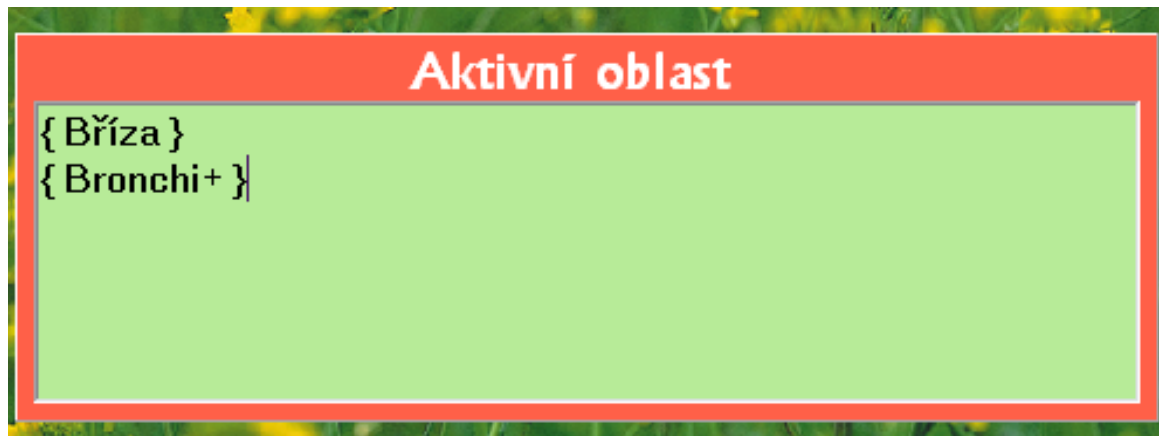 Aktivní oblast
{ Bříza }
{ Bronchi+ }